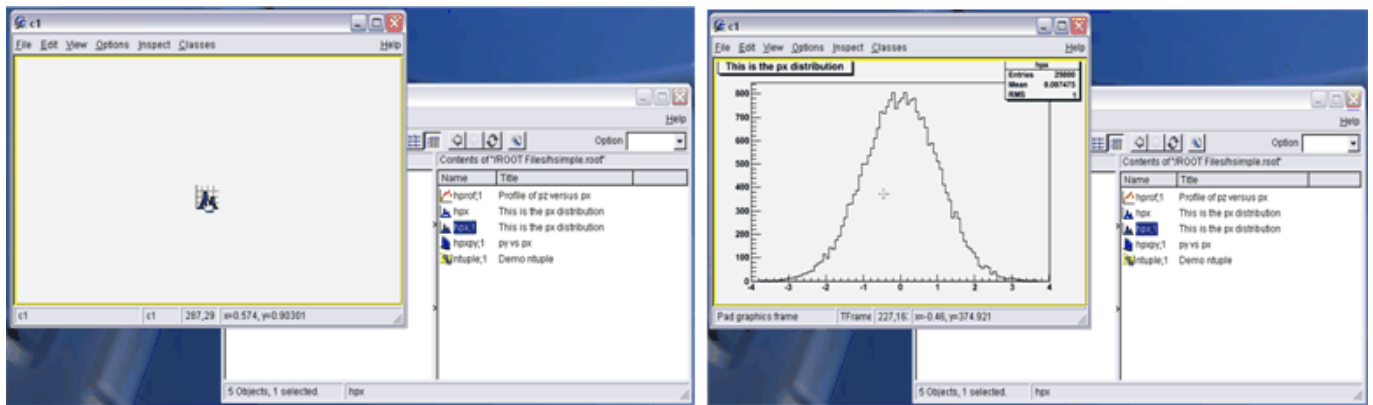 c1
File Edit View Options Inspect Classes Help
Help
Option
Contents of "/ROOT Files/hsimple.root"
Name Title
hprof;1 Profile of pz versus px
hpx This is the px distribution
hpx;1 This is the px distribution
hpxpy;1 py vs px
ntuple;1 Demo ntuple
c1 c1 287,29 x=0.574, y=0.90301
5 Objects, 1 selected. hpx
c1
File Edit View Options Inspect Classes Help
This is the px distribution
hpx
Entries 25000
Mean
RMS 1
800
700
600
500
400
300
200
100
0
-4 -3 -2 -1 0 1 2 3 4
Pad graphics frame TFrame x=-0.46, y=374.921
Help
Option
Contents of "/ROOT Files/hsimple.root"
Name Title
hprof;1 Profile of pz versus px
hpx This is the px distribution
hpx;1 This is the px distribution
hpxpy;1 py vs px
ntuple;1 Demo ntuple
5 Objects, 1 selected. hpx